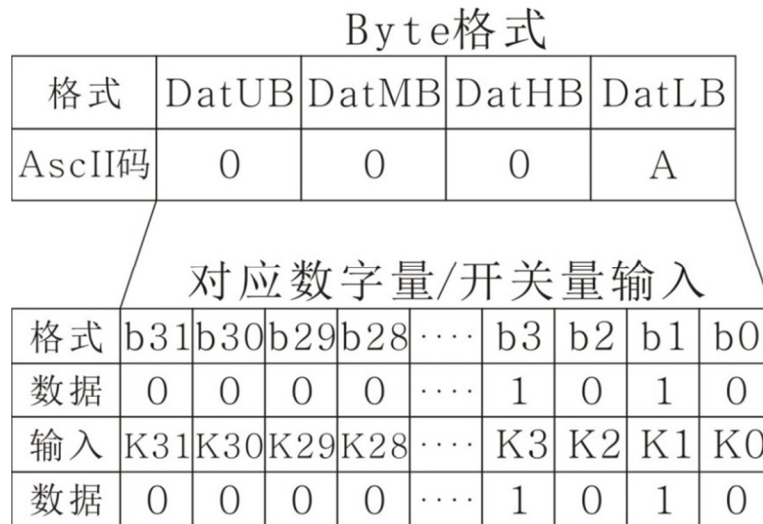 Byte格式
格式 DatUB DatMB DatHB DatLB
AscII码 0 0 0 A
对应数字量/开关量输入
格式 b31 b30 b29 b28 ···· b3 b2 b1 b0
数据 0 0 0 0 ···· 1 0 1 0
输入 K31 K30 K29 K28 ···· K3 K2 K1 K0
数据 0 0 0 0 ···· 1 0 1 0